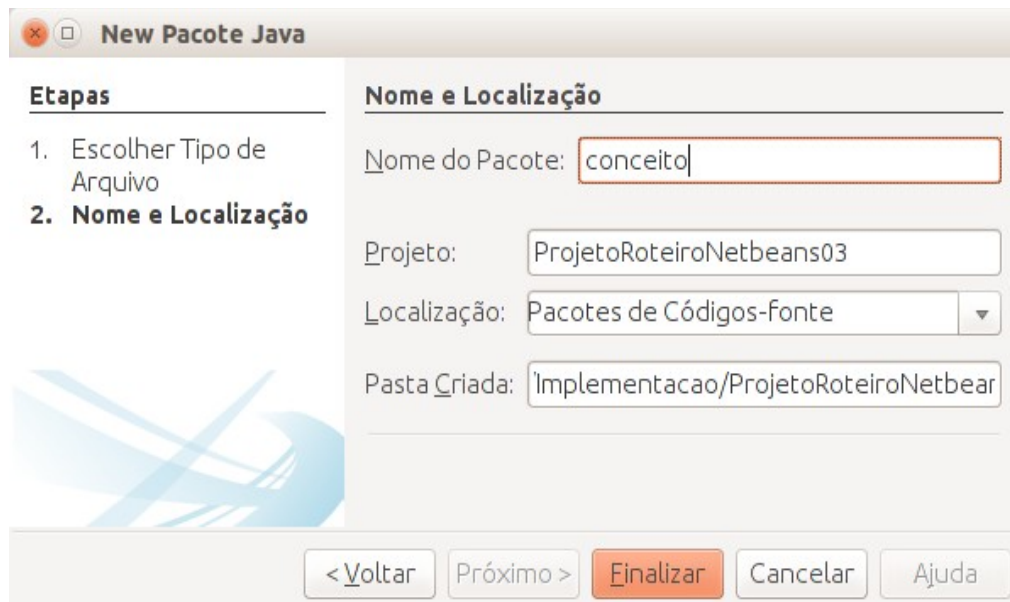 New Pacote Java
Etapas
1. Escolher Tipo de
Arquivo
2. Nome e Localização
Nome e Localização
Nome do Pacote: conceito
Projeto: ProjetoRoteiroNetbeans03
Localização: Pacotes de Códigos-fonte
Pasta Criada: Implementacao/ProjetoRoteiroNetbear
< Voltar Próximo > Finalizar Cancelar Ajuda